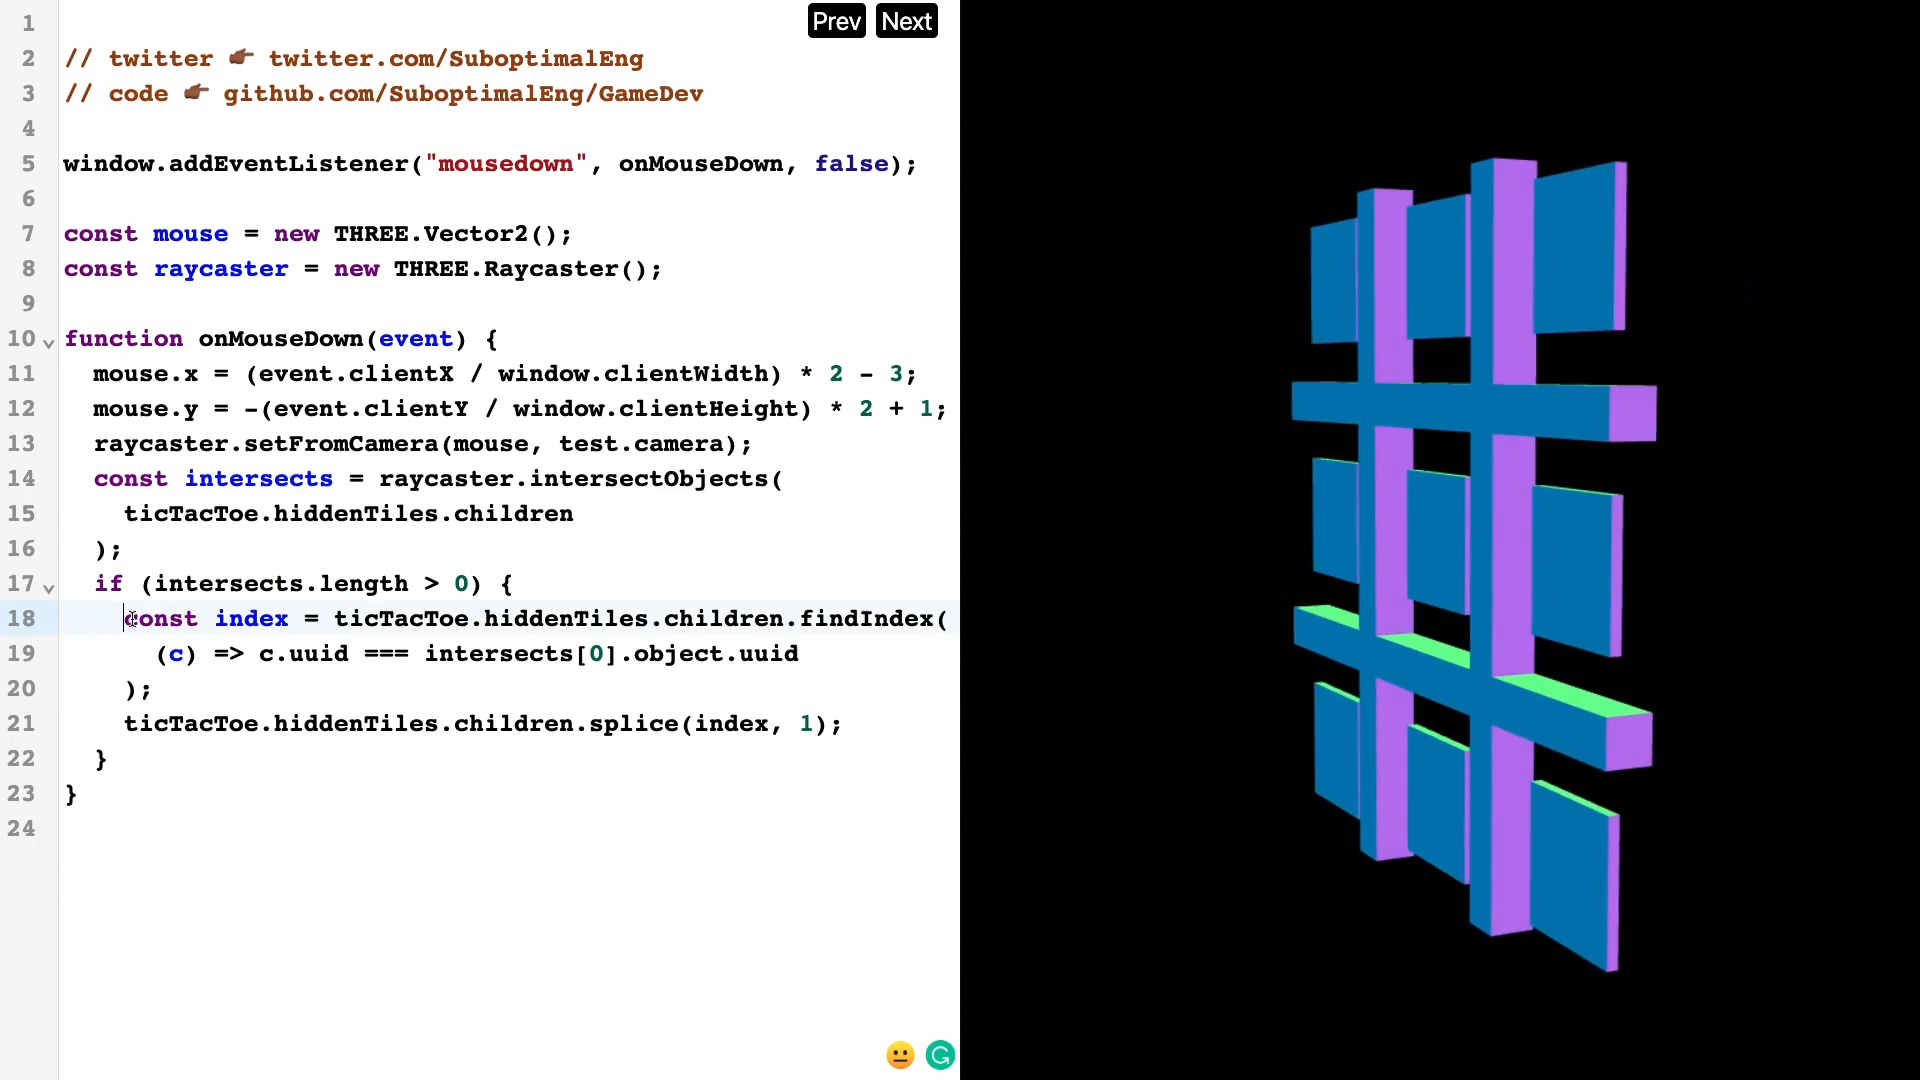 Prev Next
1
2 // twitter 👉🏾 twitter.com/SuboptimalEng
3 // code 👉🏾 github.com/SuboptimalEng/GameDev
4
5 window.addEventListener("mousedown", onMouseDown, false);
6
7 const mouse = new THREE.Vector2();
8 const raycaster = new THREE.Raycaster();
9
10 function onMouseDown(event) {
11 mouse.x = (event.clientX / window.clientWidth) * 2 - 3;
12 mouse.y = -(event.clientY / window.clientHeight) * 2 + 1;
13 raycaster.setFromCamera(mouse, test.camera);
14 const intersects = raycaster.intersectObjects(
15 ticTacToe.hiddenTiles.children
16 );
17 if (intersects.length > 0) {
18 const index = ticTacToe.hiddenTiles.children.findIndex(
19 (c) => c.uuid === intersects[0].object.uuid
20 );
21 ticTacToe.hiddenTiles.children.splice(index, 1);
22 }
23 }
24